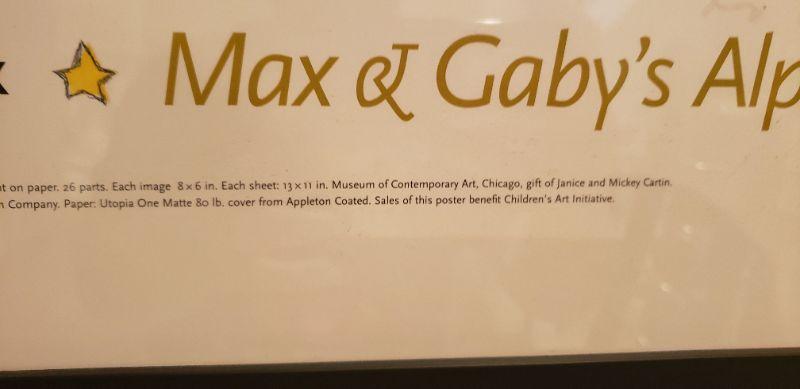 Max & Gaby's Alp
on paper. 26 parts. Each image 8 x 6 in. Each sheet: 13 x 11 in. Museum of Contemporary Art, Chicago, gift of Janice and Mickey Cartin.
Company. Paper: Utopia One Matte 80 lb. cover from Appleton Coated. Sales of this poster benefit Children's Art Initiative.